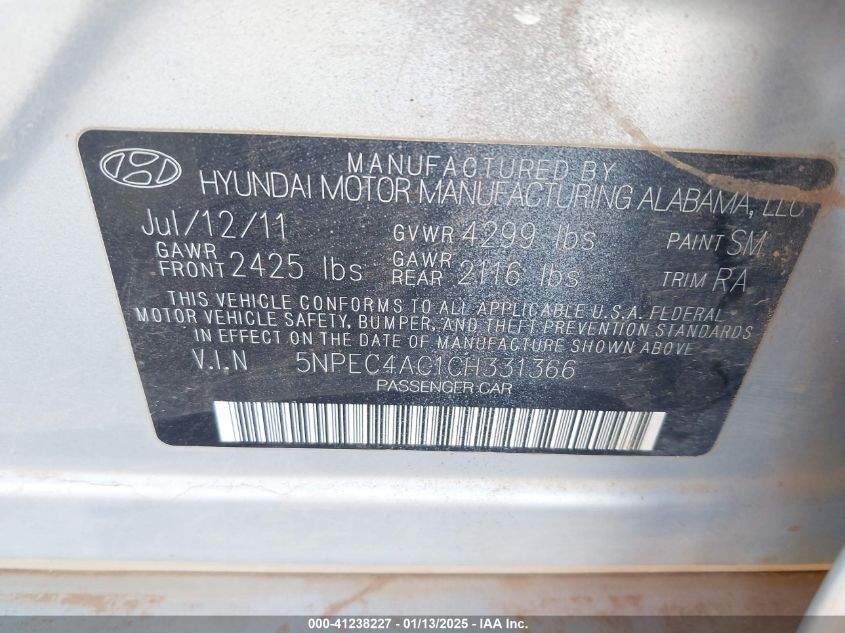 MANUFACTURED BY
HYUNDAI MOTOR MANUFACTURING ALABAMA, LLC
Jul/12/11 GVWR 4299 lbs PAINT SM
GAWR FRONT 2425 lbs GAWR REAR 2116 lbs TRIM RA
THIS VEHICLE CONFORMS TO ALL APPLICABLE U.S.A. FEDERAL
MOTOR VEHICLE SAFETY, BUMPER, AND THEFT PREVENTION STANDARDS
IN EFFECT ON THE DATE OF MANUFACTURE SHOWN ABOVE
V.I.N 5NPEC4AC1CH331366
PASSENGER CAR
000-41238227 - 01/13/2025 - IAA Inc.